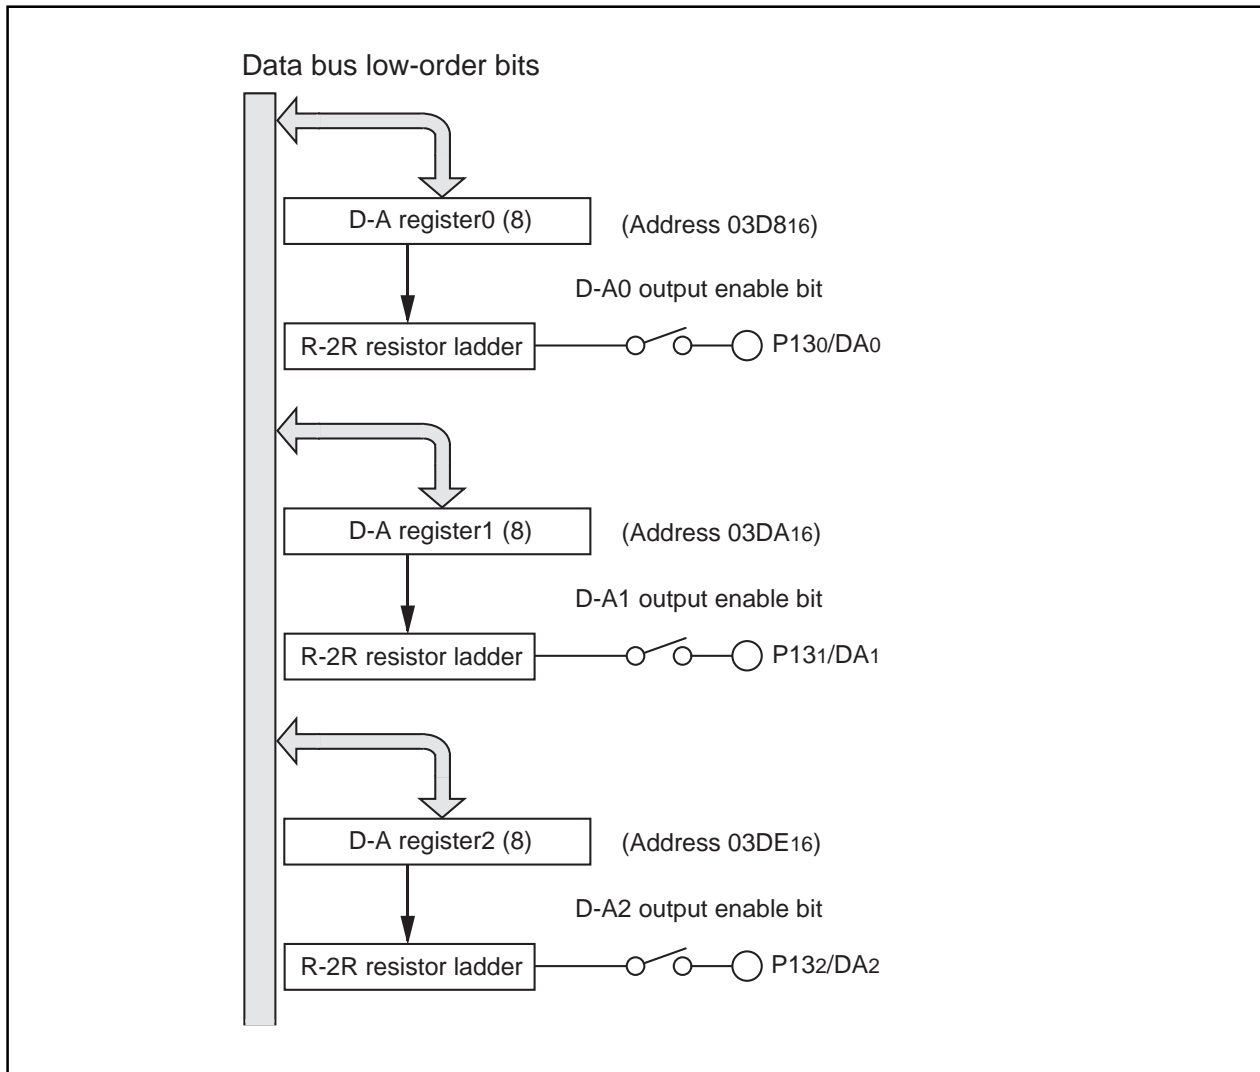 Data bus low-order bits
D-A register0 (8)
(Address 03D816)
D-A0 output enable bit
R-2R resistor ladder
P130/DA0
D-A register1 (8)
(Address 03DA16)
D-A1 output enable bit
R-2R resistor ladder
P131/DA1
D-A register2 (8)
(Address 03DE16)
D-A2 output enable bit
R-2R resistor ladder
P132/DA2